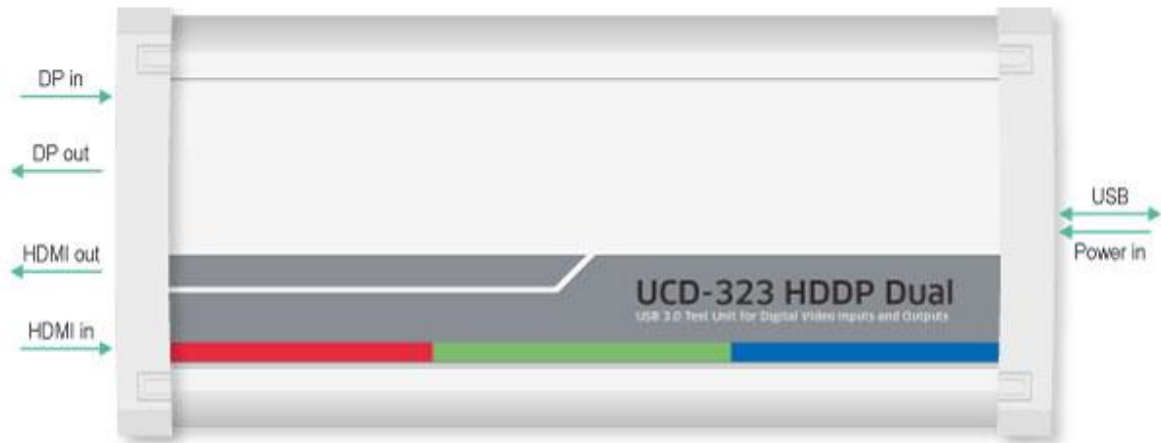 DP in
DP out
HDMI out
HDMI in
UCD-323 HDDP Dual
USB 3.0 Test Unit for Digital Video Inputs and Outputs
USB
Power in